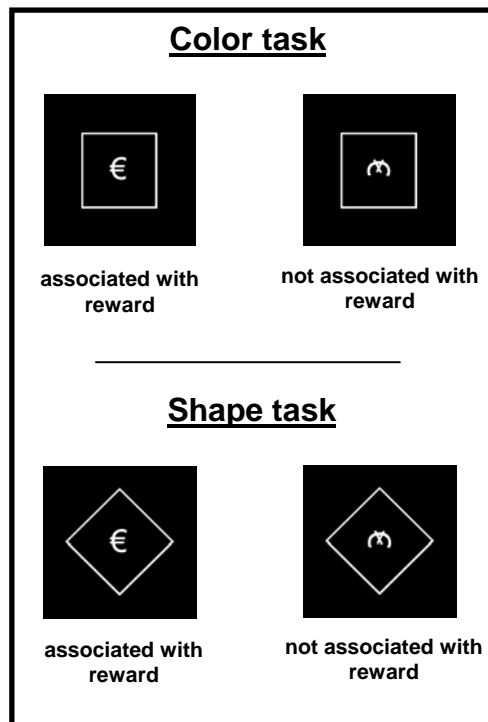 Color task
€
associated with
reward
not associated with
reward
Shape task
€
associated with
reward
not associated with
reward